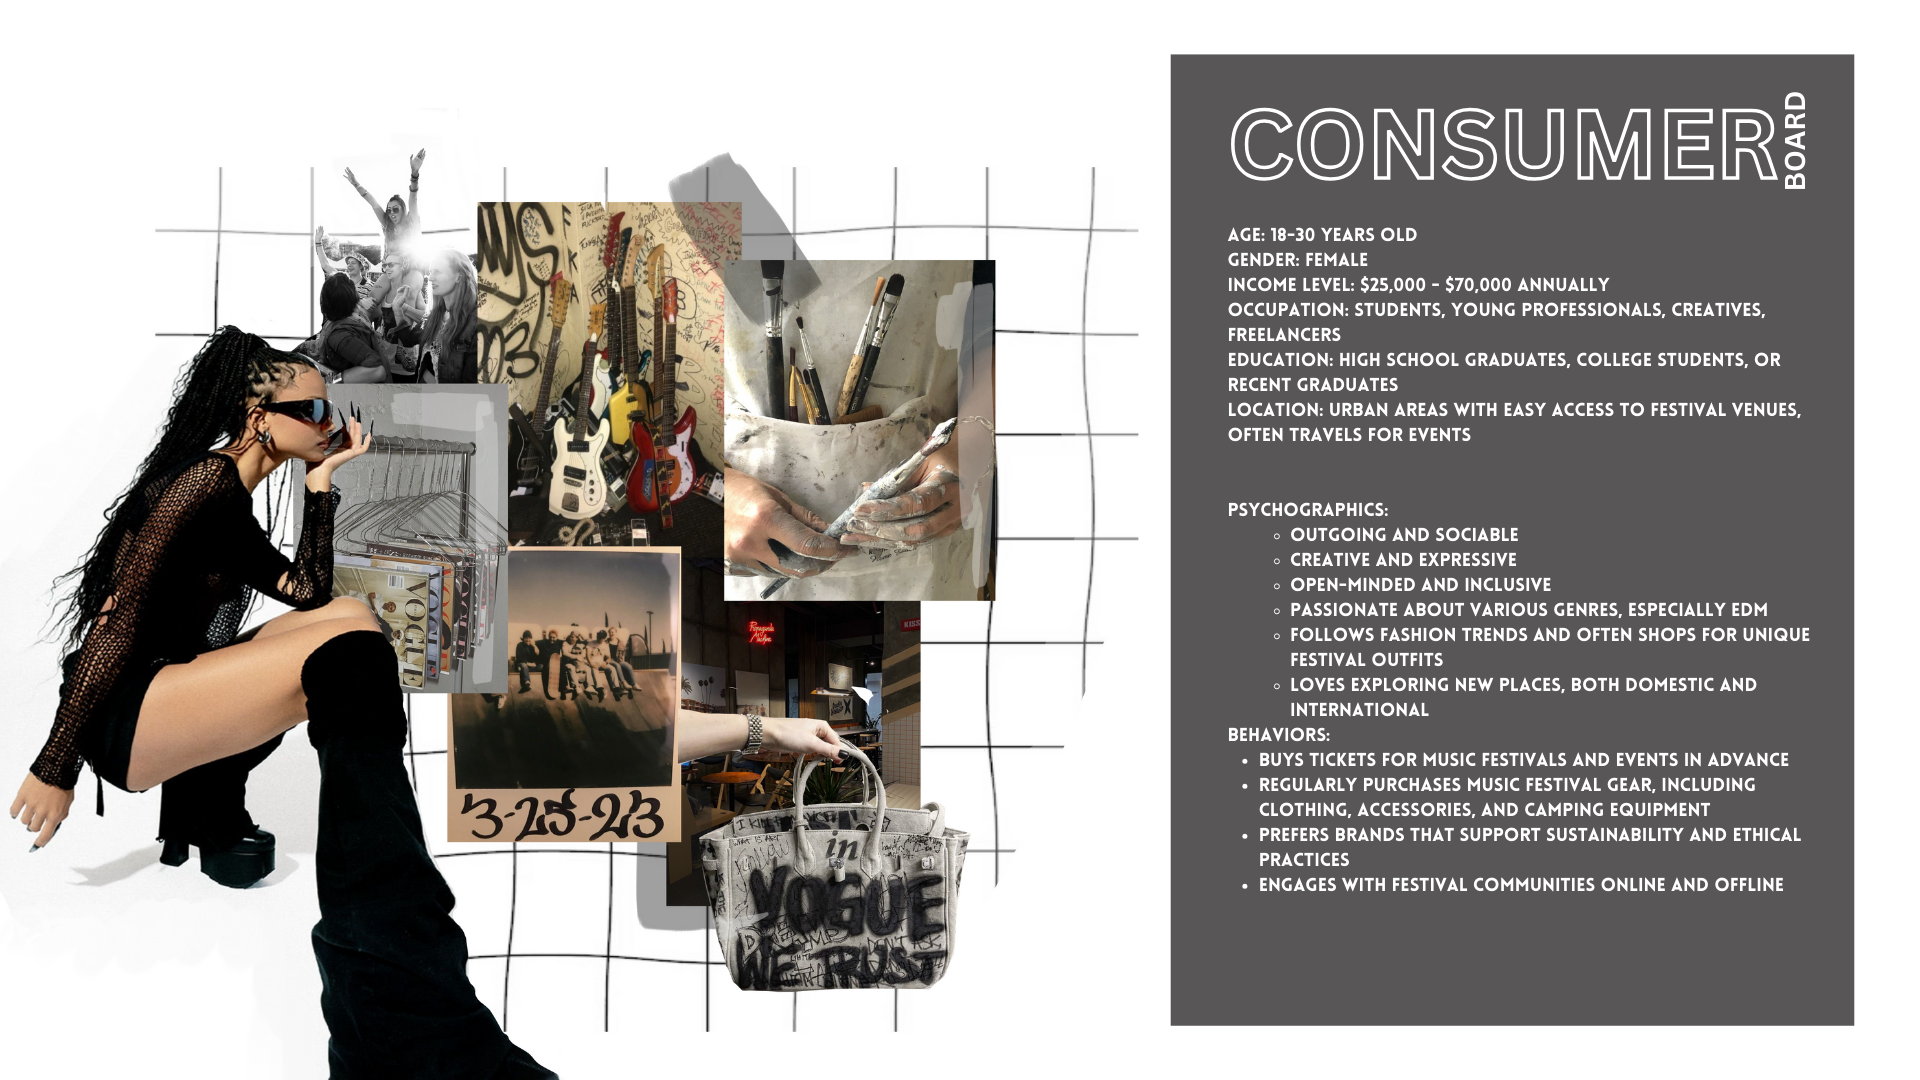 CONSUMER
BOARD
AGE: 18-30 YEARS OLD
GENDER: FEMALE
INCOME LEVEL: $25,000 - $70,000 ANNUALLY
OCCUPATION: STUDENTS, YOUNG PROFESSIONALS, CREATIVES,
FREELANCERS
EDUCATION: HIGH SCHOOL GRADUATES, COLLEGE STUDENTS, OR
RECENT GRADUATES
LOCATION: URBAN AREAS WITH EASY ACCESS TO FESTIVAL VENUES,
OFTEN TRAVELS FOR EVENTS
PSYCHOGRAPHICS:
OUTGOING AND SOCIABLE
CREATIVE AND EXPRESSIVE
OPEN-MINDED AND INCLUSIVE
PASSIONATE ABOUT VARIOUS GENRES, ESPECIALLY EDM
FOLLOWS FASHION TRENDS AND OFTEN SHOPS FOR UNIQUE
FESTIVAL OUTFITS
LOVES EXPLORING NEW PLACES, BOTH DOMESTIC AND
INTERNATIONAL
BEHAVIORS:
• BUYS TICKETS FOR MUSIC FESTIVALS AND EVENTS IN ADVANCE
• REGULARLY PURCHASES MUSIC FESTIVAL GEAR, INCLUDING
CLOTHING, ACCESSORIES, AND CAMPING EQUIPMENT
• PREFERS BRANDS THAT SUPPORT SUSTAINABILITY AND ETHICAL
PRACTICES
• ENGAGES WITH FESTIVAL COMMUNITIES ONLINE AND OFFLINE
VOGUE
3-25-23
in
VOGUE
WE TRUST